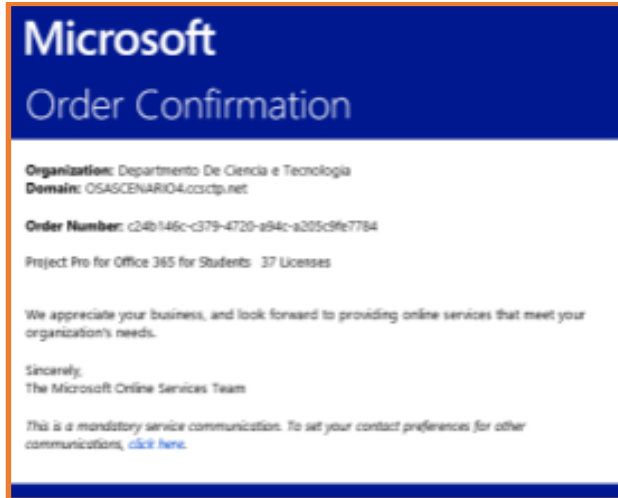 Microsoft
Order Confirmation
Organization: Departmento De Ciencia e Tecnologia
Domain: OSASCENARIO4.ccsctp.net
Order Number: c24b146c-c379-4720-a94c-a205c9fe7784
Project Pro for Office 365 for Students 37 Licenses
We appreciate your business, and look forward to providing online services that meet your
organization's needs.
Sincerely,
The Microsoft Online Services Team
This is a mandatory service communication. To set your contact preferences for other
communications, click here.